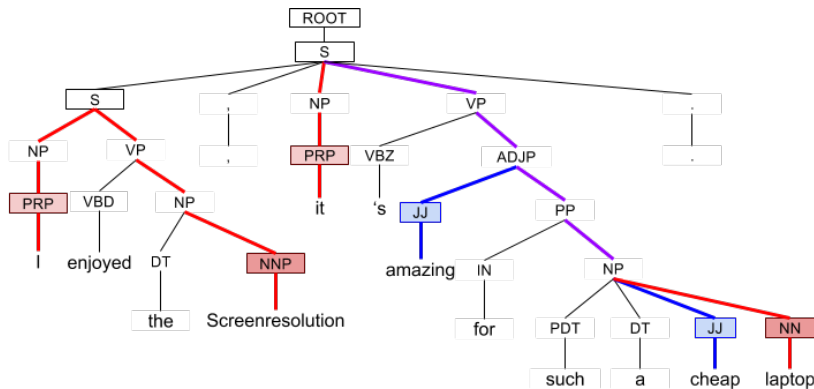 ROOT
S
S , NP VP .
NP VP , PRP VBZ ADJP .
PRP VBD NP it 's JJ PP
I enjoyed DT NNP amazing IN NP
the Screenresolution for PDT DT JJ NN
such a cheap laptop